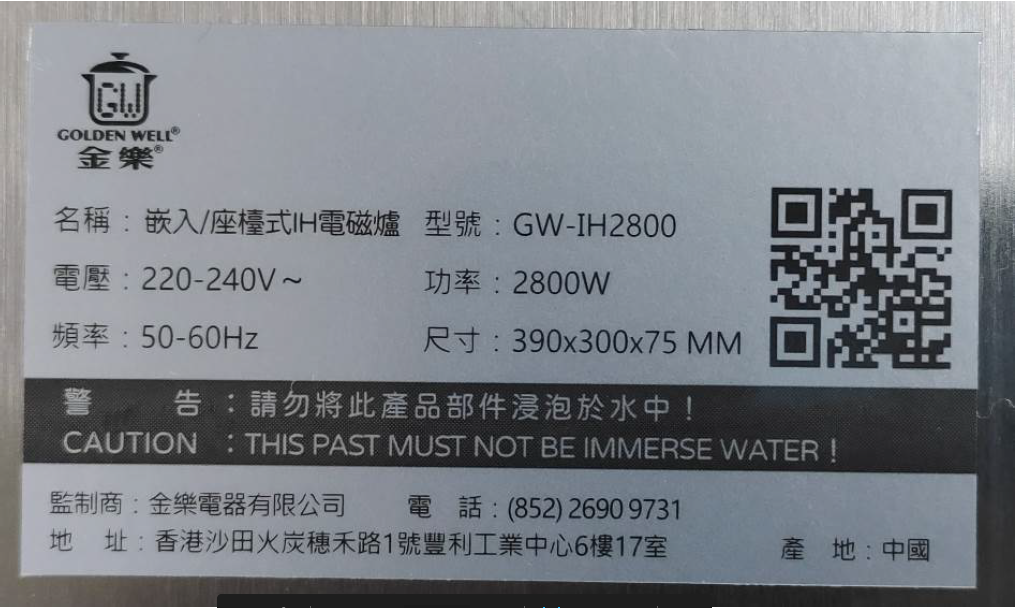 GW
GOLDEN WELL®
金樂®
名稱：嵌入/座檯式IH電磁爐 型號：GW-IH2800
電壓：220-240V～ 功率：2800W
頻率：50-60Hz 尺寸：390x300x75 MM
警 告：請勿將此產品部件浸泡於水中！
CAUTION ：THIS PAST MUST NOT BE IMMERSE WATER！
監制商：金樂電器有限公司 電 話：(852) 2690 9731
地 址：香港沙田火炭穗禾路1號豐利工業中心6樓17室 產 地：中國